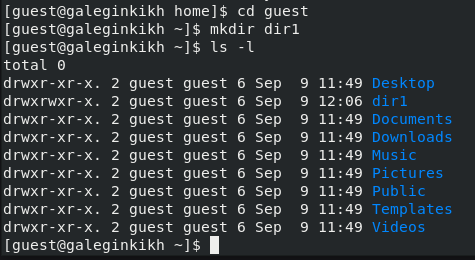 [guest@galeginkikh home]$ cd guest
[guest@galeginkikh ~]$ mkdir dir1
[guest@galeginkikh ~]$ ls -l
total 0
drwxr-xr-x. 2 guest guest 6 Sep  9 11:49 Desktop
drwxrwxr-x. 2 guest guest 6 Sep  9 12:06 dir1
drwxr-xr-x. 2 guest guest 6 Sep  9 11:49 Documents
drwxr-xr-x. 2 guest guest 6 Sep  9 11:49 Downloads
drwxr-xr-x. 2 guest guest 6 Sep  9 11:49 Music
drwxr-xr-x. 2 guest guest 6 Sep  9 11:49 Pictures
drwxr-xr-x. 2 guest guest 6 Sep  9 11:49 Public
drwxr-xr-x. 2 guest guest 6 Sep  9 11:49 Templates
drwxr-xr-x. 2 guest guest 6 Sep  9 11:49 Videos
[guest@galeginkikh ~]$